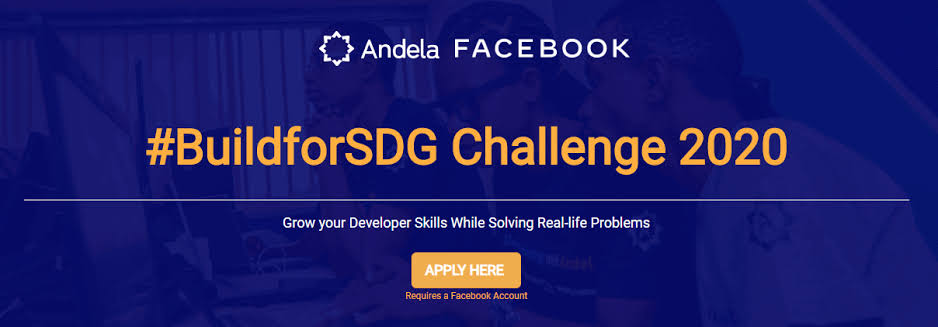 Andela FACEBOOK
#BuildforSDG Challenge 2020
Grow your Developer Skills While Solving Real-life Problems
APPLY HERE
Requires a Facebook Account